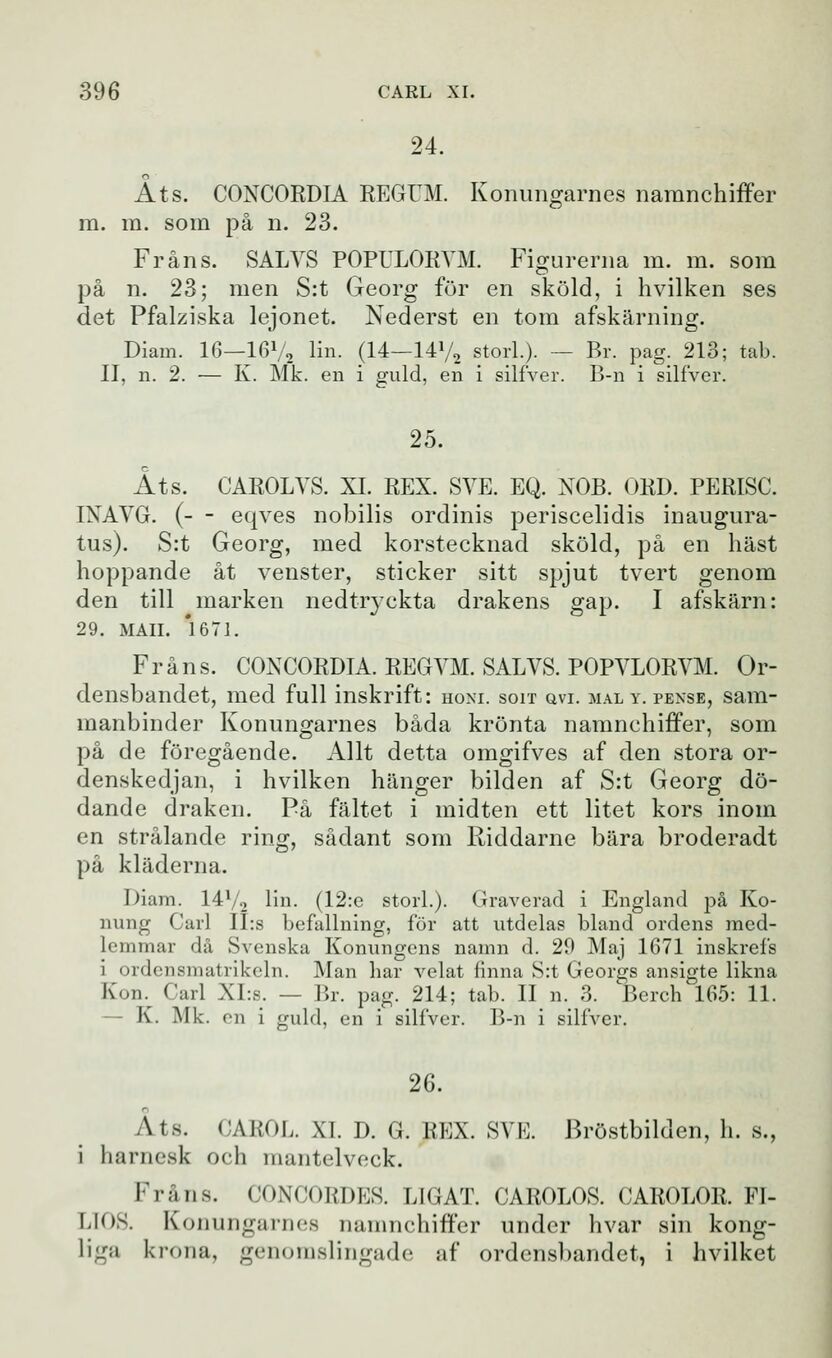 396 CARL XI.
24.
Åts. CONCORDIA REGUM. Konungarnes namnchiffer
m. m. som på n. 23.
Fråns. SALVS POPULORVM. Figurerna m. m. som
på n. 23; men S:t Georg för en sköld, i hvilken ses
det Pfalziska lejonet. Nederst en tom afskärning.
Diam. 16—16½ lin. (14—14½ storl.). — Br. pag. 213; tab.
II, n. 2. — K. Mk. en i guld, en i silfver. B-n i silfver.
25.
Åts. CAROLVS. XI. REX. SVE. EQ. NOB. ORD. PERISC.
INAVG. (- - eqves nobilis ordinis periscelidis inaugura-
tus). S:t Georg, med korstecknad sköld, på en häst
hoppande åt venster, sticker sitt spjut tvert genom
den till marken nedtryckta drakens gap. I afskärn:
29. MAII. 1671.
Fråns. CONCORDIA. REGVM. SALVS. POPVLORVM. Or-
densbandet, med full inskrift: HONI. SOIT QVI. MAL Y. PENSE, sam-
manbinder Konungarnes båda krönta namnchiffer, som
på de föregående. Allt detta omgifves af den stora or-
denskedjan, i hvilken hänger bilden af S:t Georg dö-
dande draken. På fältet i midten ett litet kors inom
en strålande ring, sådant som Riddarne bära broderadt
på kläderna.
Diam. 14½ lin. (12:e storl.). Graverad i England på Ko-
nung Carl II:s befallning, för att utdelas bland ordens med-
lemmar då Svenska Konungens namn d. 29 Maj 1671 inskrefs
i ordensmatrikeln. Man har velat finna S:t Georgs ansigte likna
Kon. Carl XI:s. — Br. pag. 214; tab. II n. 3. Berch 165: 11.
— K. Mk. en i guld, en i silfver. B-n i silfver.
26.
Åts. CAROL. XI. D. G. REX. SVE. Bröstbilden, h. s.,
i harnesk och mantelveck.
Fråns. CONCORDES. LIGAT. CAROLOS. CAROLOR. FI-
LIOS. Konungarnes namnchiffer under hvar sin kong-
liga krona, genomslingade af ordensbandet, i hvilket